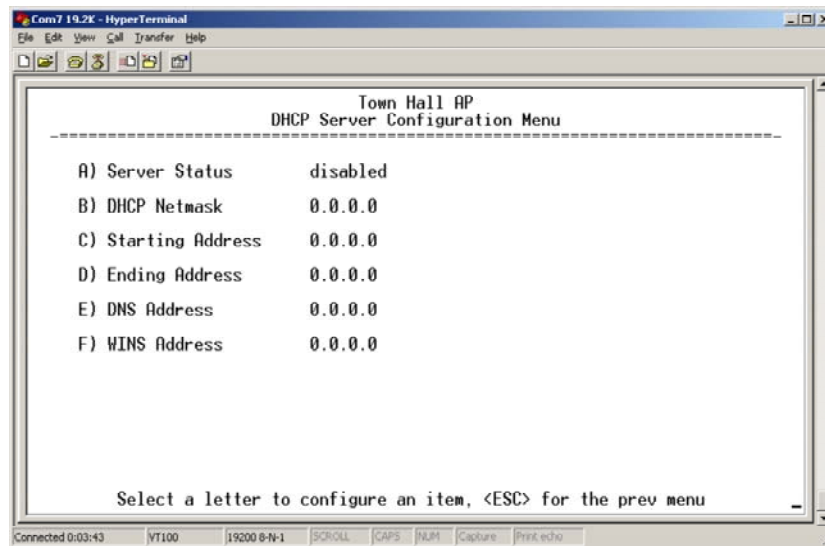 Com7 19.2K - HyperTerminal
File Edit View Call Transfer Help
Town Hall AP
DHCP Server Configuration Menu
-==========================================================================-
A) Server Status disabled
B) DHCP Netmask 0.0.0.0
C) Starting Address 0.0.0.0
D) Ending Address 0.0.0.0
E) DNS Address 0.0.0.0
F) WINS Address 0.0.0.0
Select a letter to configure an item, <ESC> for the prev menu
Connected 0:03:43 VT100 19200 8-N-1 SCROLL CAPS NUM Capture Print echo